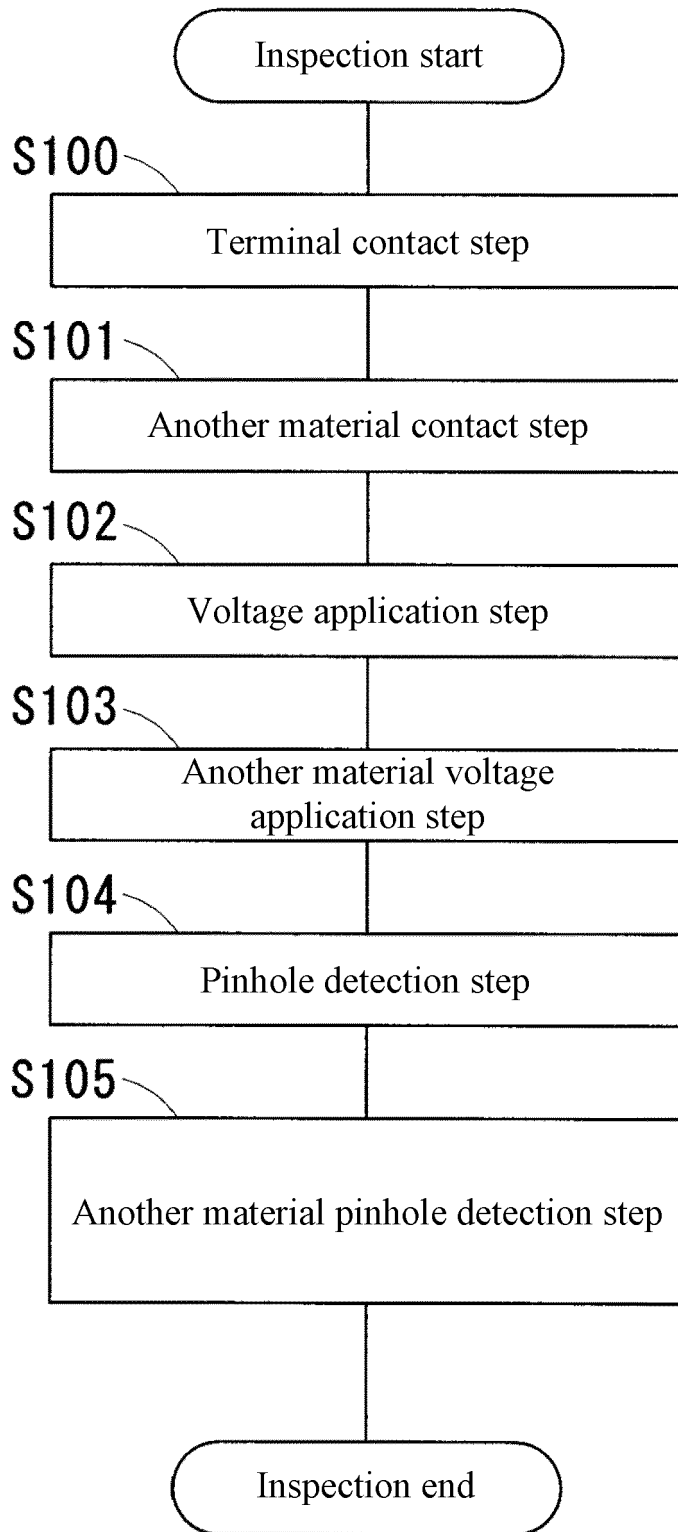 Inspection start
S100
Terminal contact step
S101
Another material contact step
S102
Voltage application step
S103
Another material voltage
application step
S104
Pinhole detection step
S105
Another material pinhole detection step
Inspection end